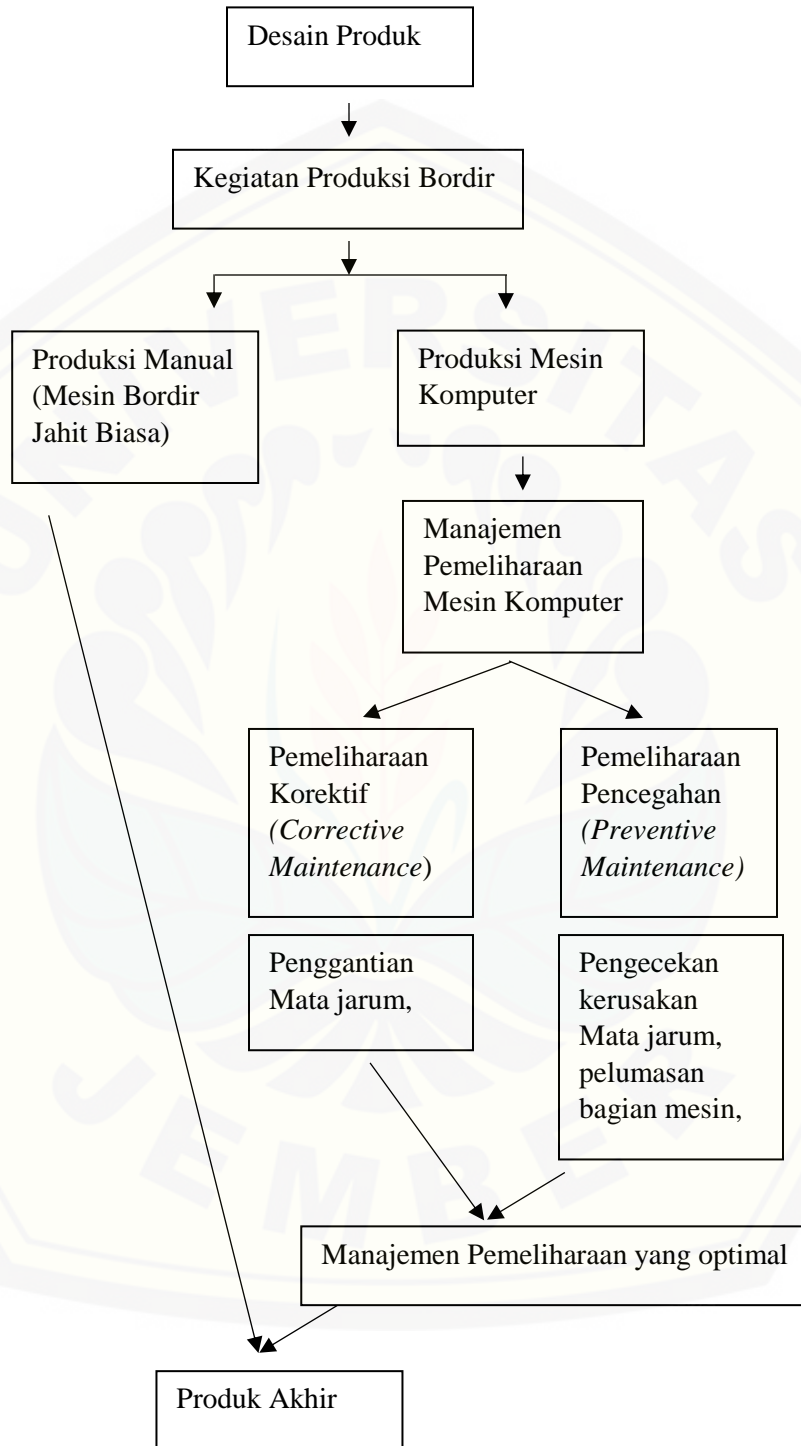 Desain Produk
Kegiatan Produksi Bordir
Produksi Manual
(Mesin Bordir
Jahit Biasa)
Produksi Mesin
Komputer
Manajemen
Pemeliharaan
Mesin Komputer
Pemeliharaan
Korektif
(Corrective
Maintenance)
Pemeliharaan
Pencegahan
(Preventive
Maintenance)
Penggantian
Mata jarum,
Pengecekan
kerusakan
Mata jarum,
pelumasan
bagian mesin,
Manajemen Pemeliharaan yang optimal
Produk Akhir
UNIVERSITAS
JEMBER